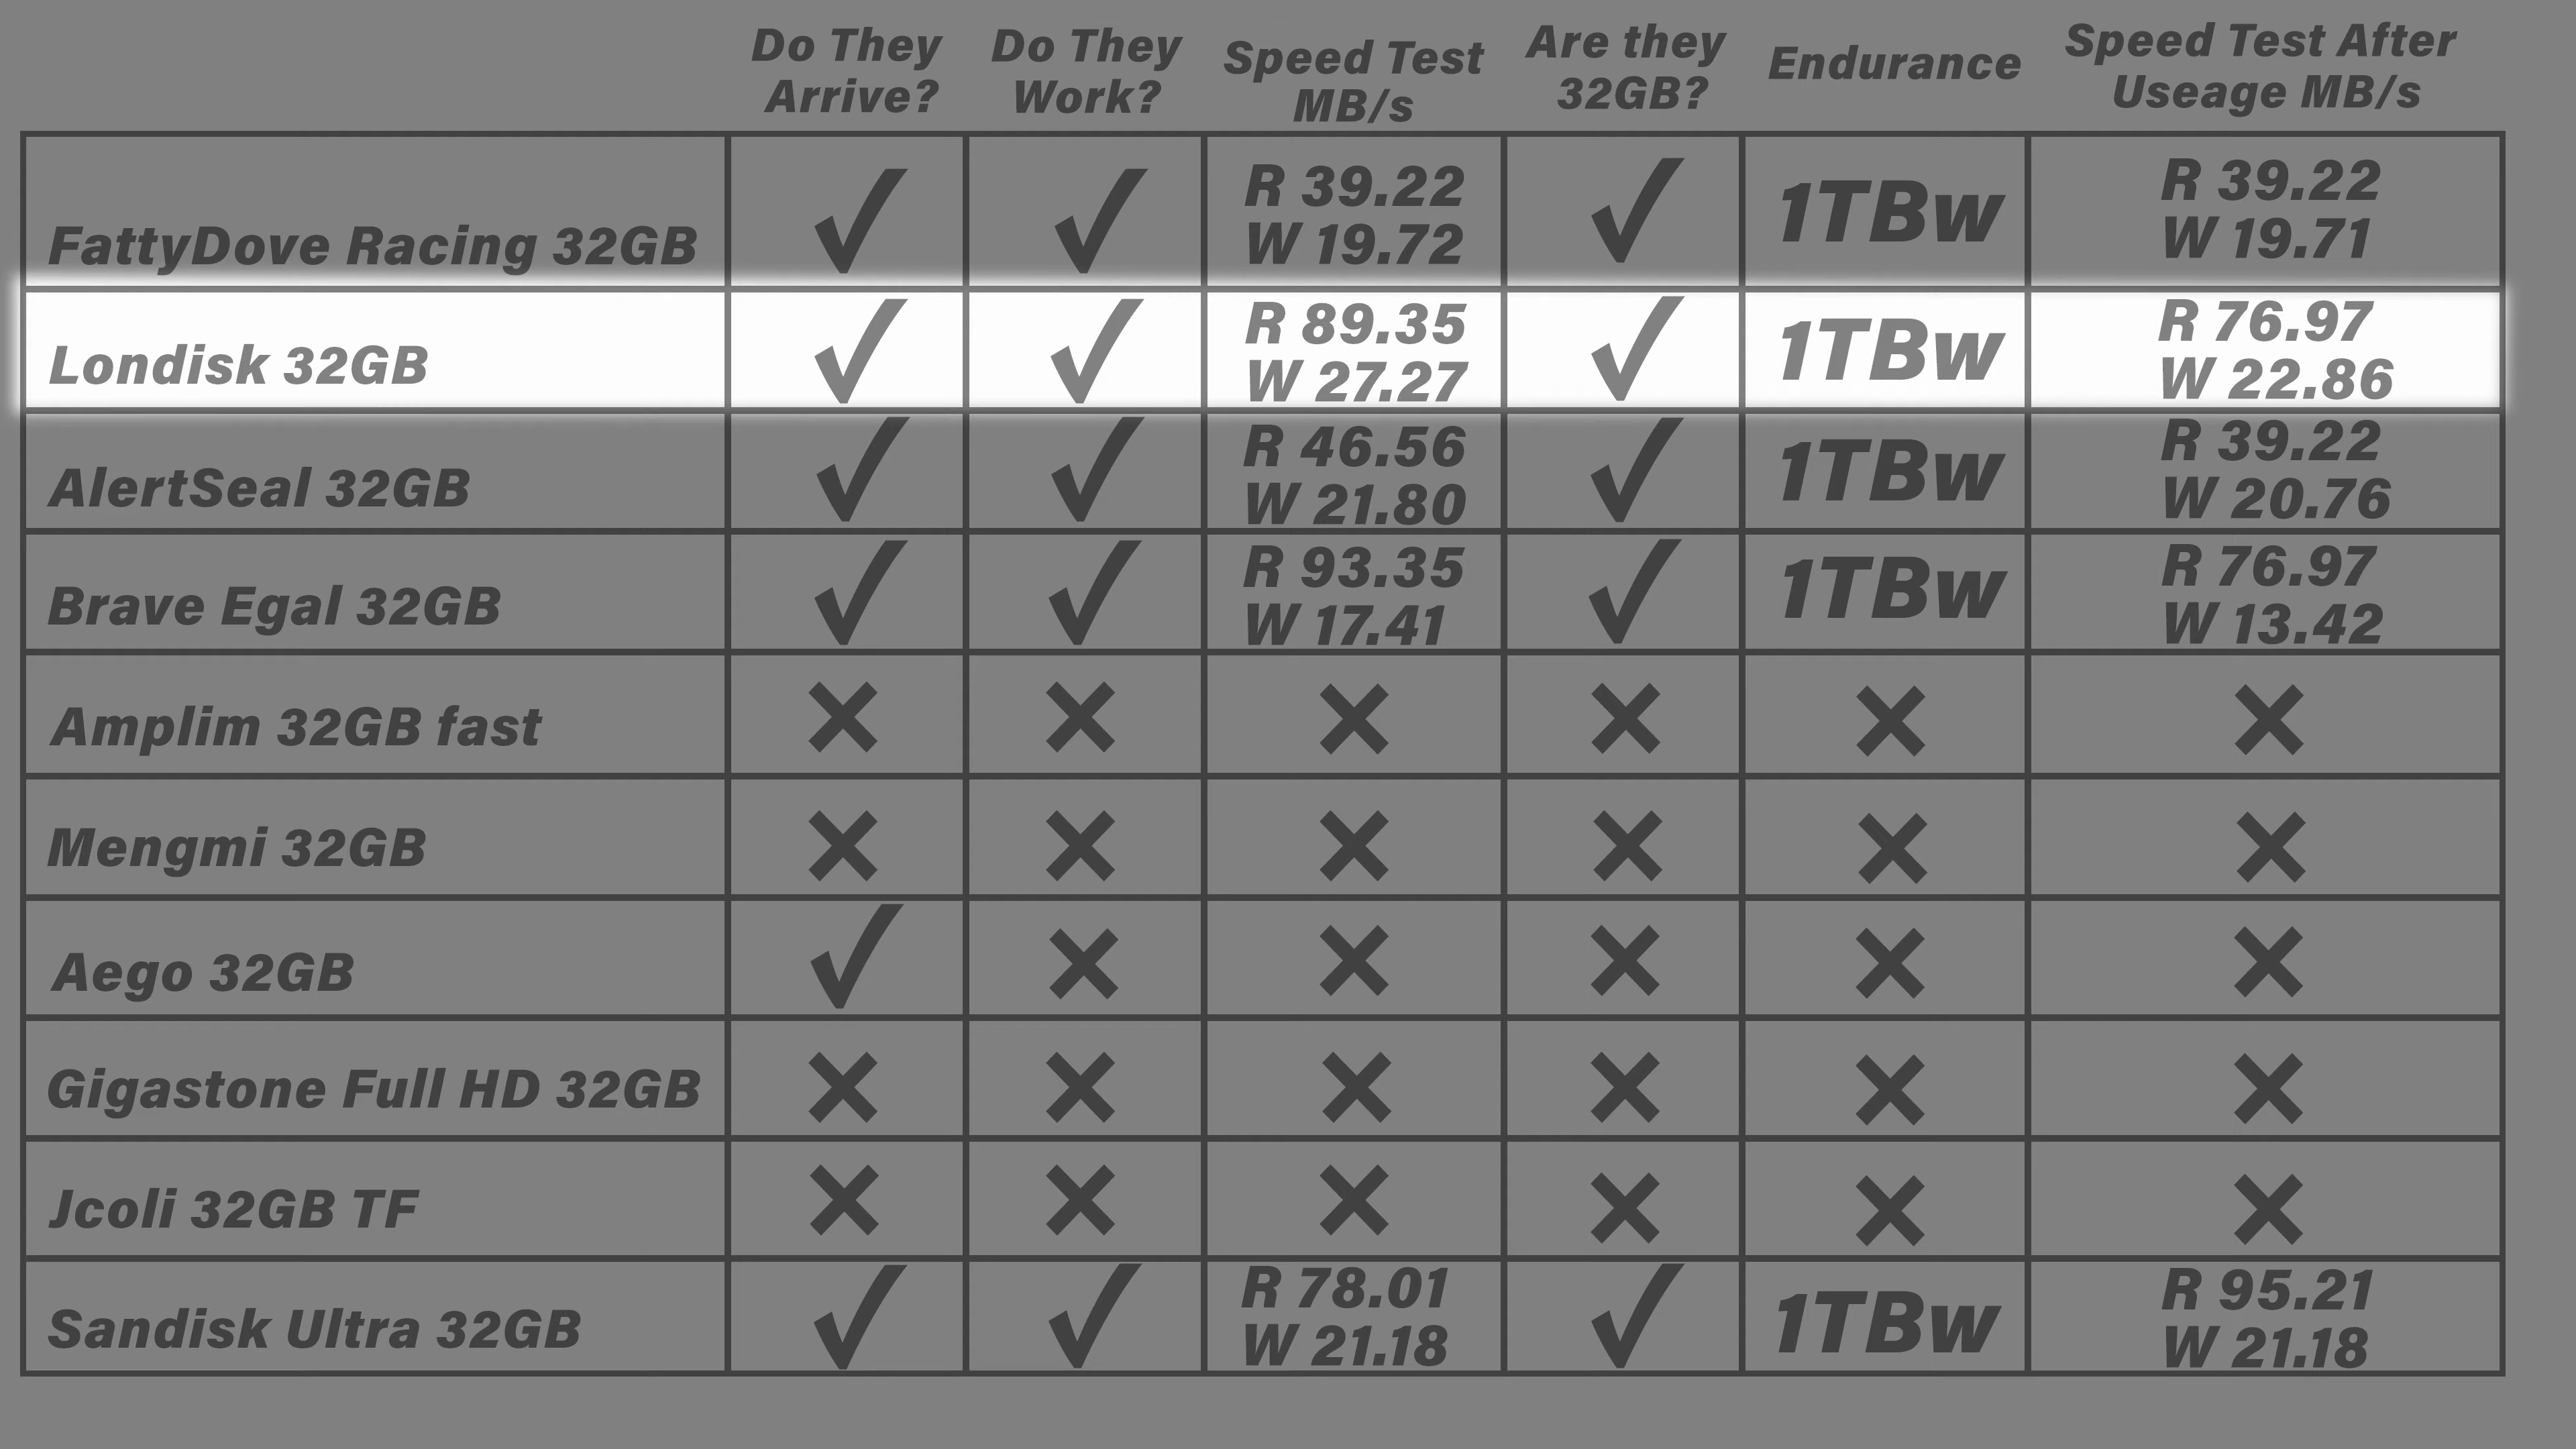 Do They Arrive?
Do They Work?
Speed Test MB/s
Are they 32GB?
Endurance
Speed Test After Useage MB/s
FattyDove Racing 32GB
R 39.22
W 19.72
1TBw
R 39.22
W 19.71
Londisk 32GB
R 89.35
W 27.27
1TBw
R 76.97
W 22.86
AlertSeal 32GB
R 46.56
W 21.80
1TBw
R 39.22
W 20.76
Brave Egal 32GB
R 93.35
W 17.41
1TBw
R 76.97
W 13.42
Amplim 32GB fast
Mengmi 32GB
Aego 32GB
Gigastone Full HD 32GB
Jcoli 32GB TF
Sandisk Ultra 32GB
R 78.01
W 21.18
1TBw
R 95.21
W 21.18